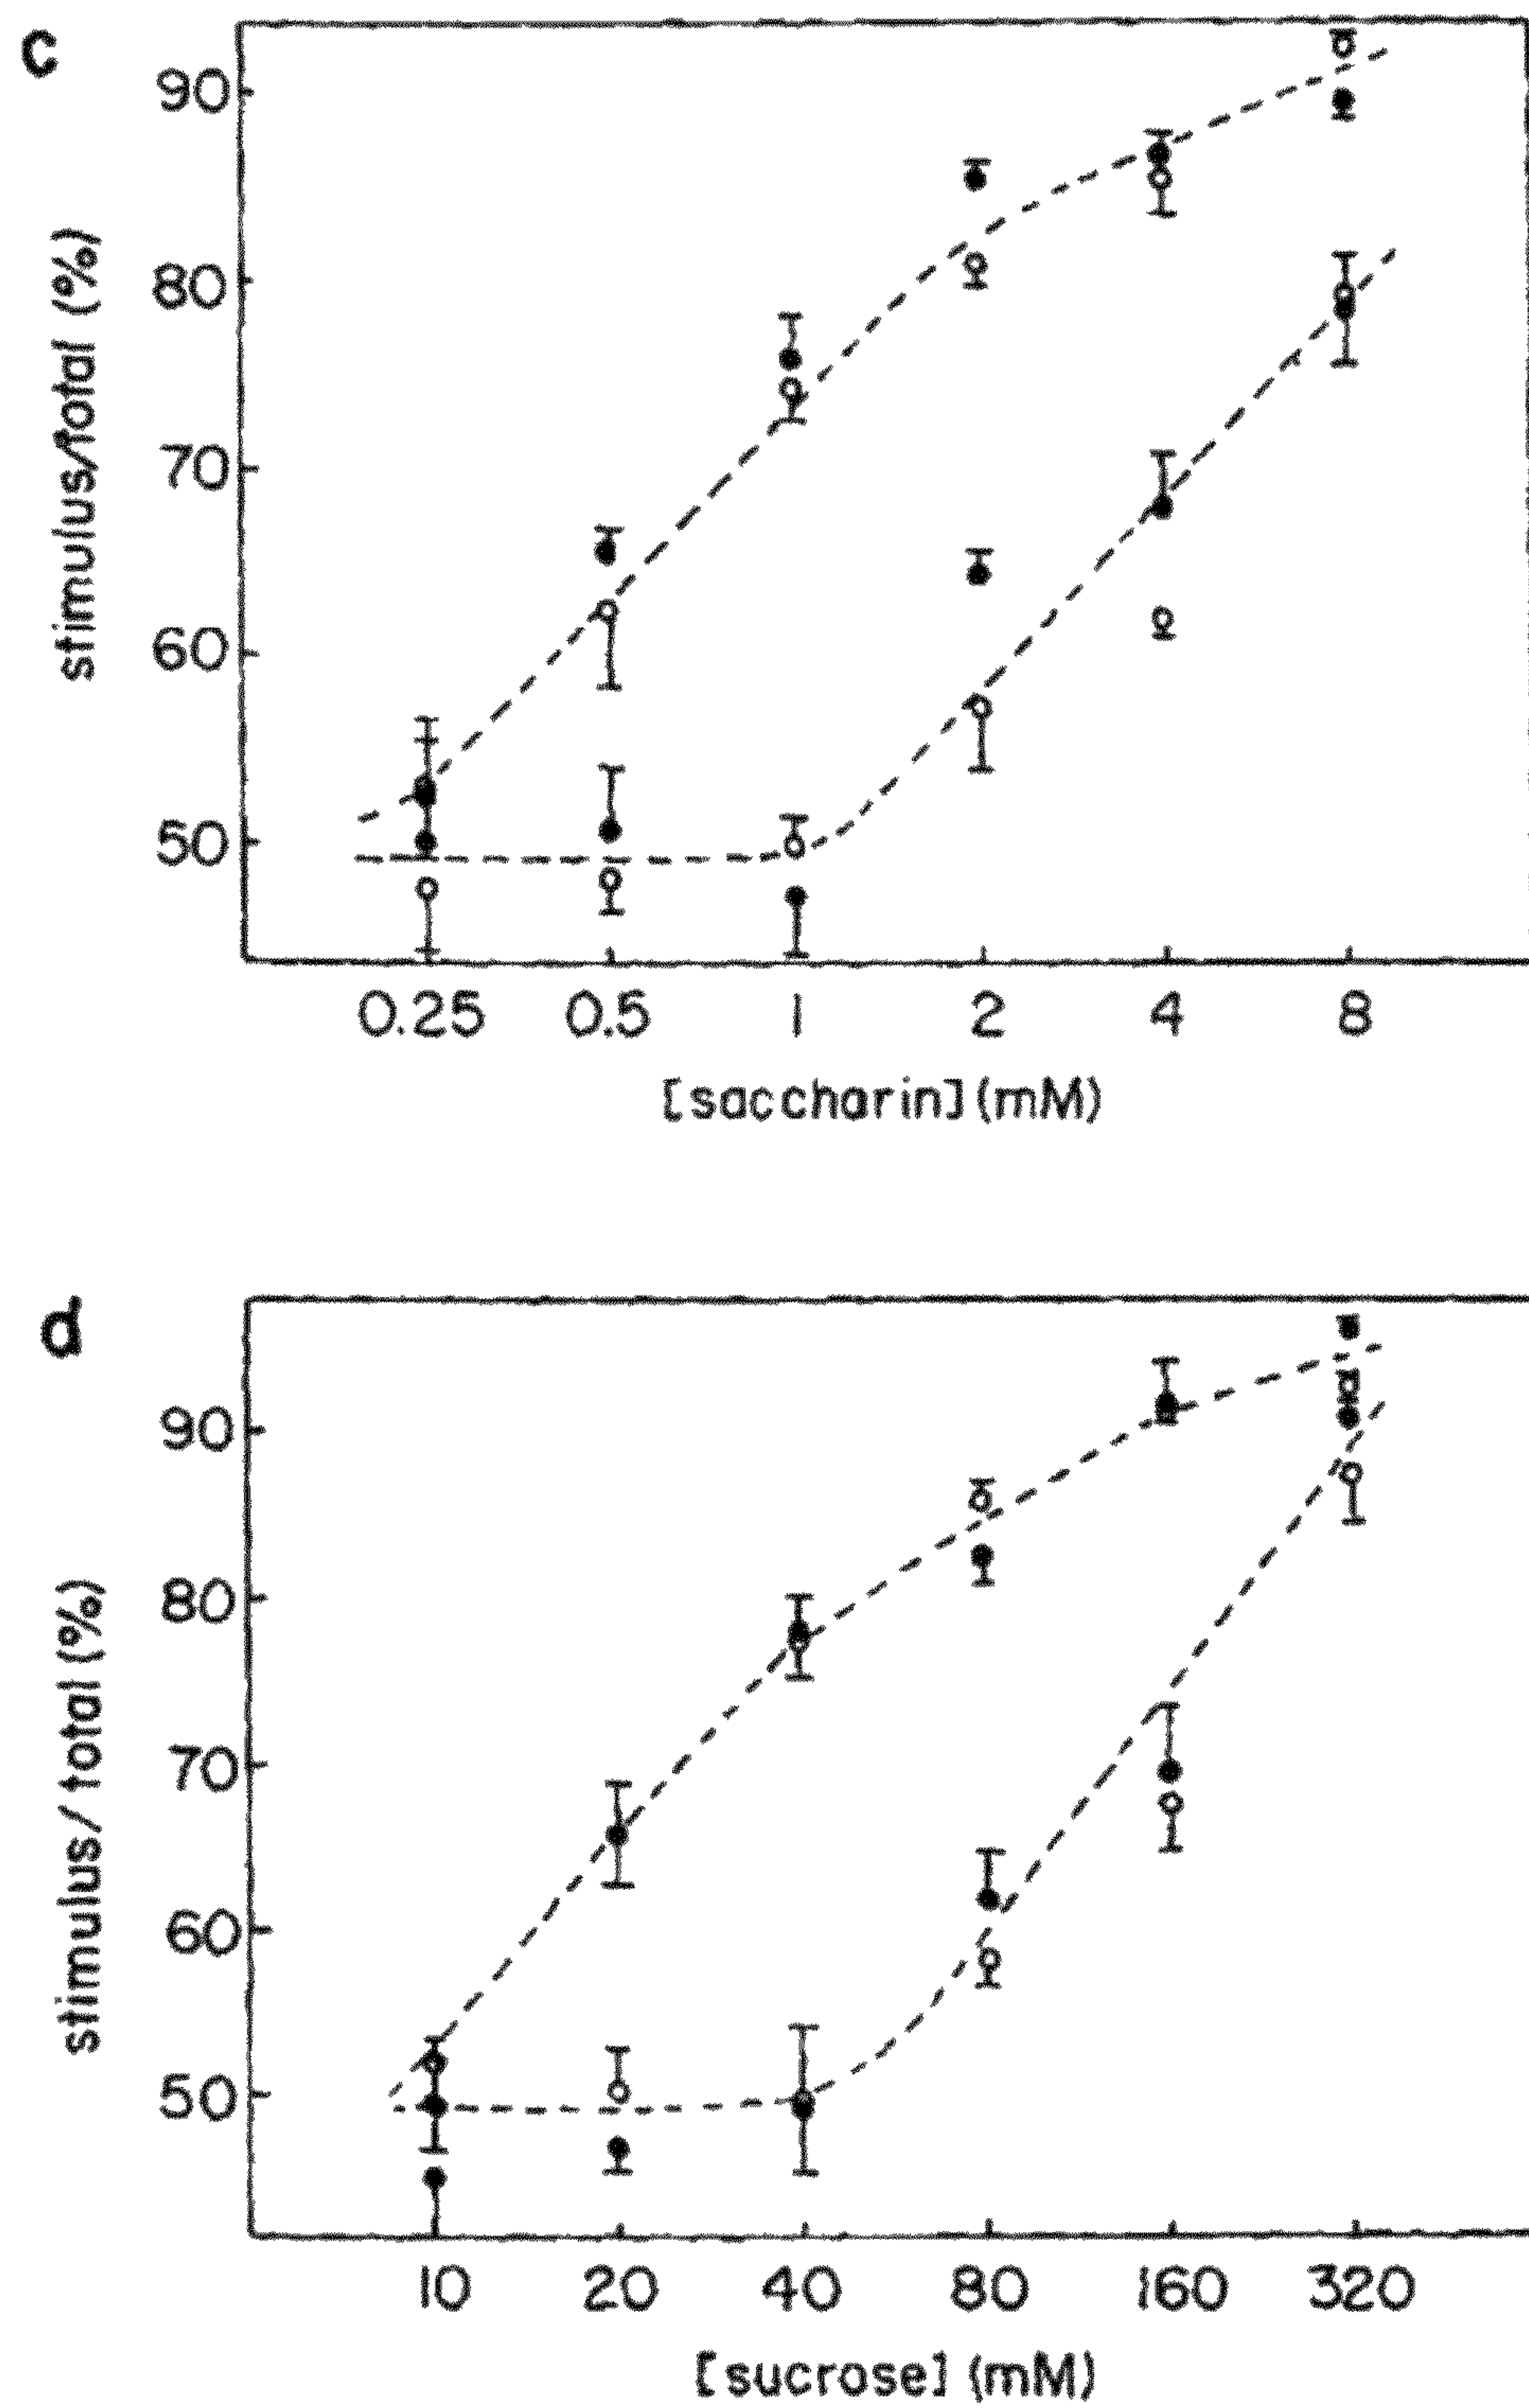 c
90
80
70
60
50
stimulus/total (%)
0.25 0.5 1 2 4 8
[saccharin] (mM)
d
90
80
70
60
50
stimulus/ total (%)
10 20 40 80 160 320
[sucrose] (mM)